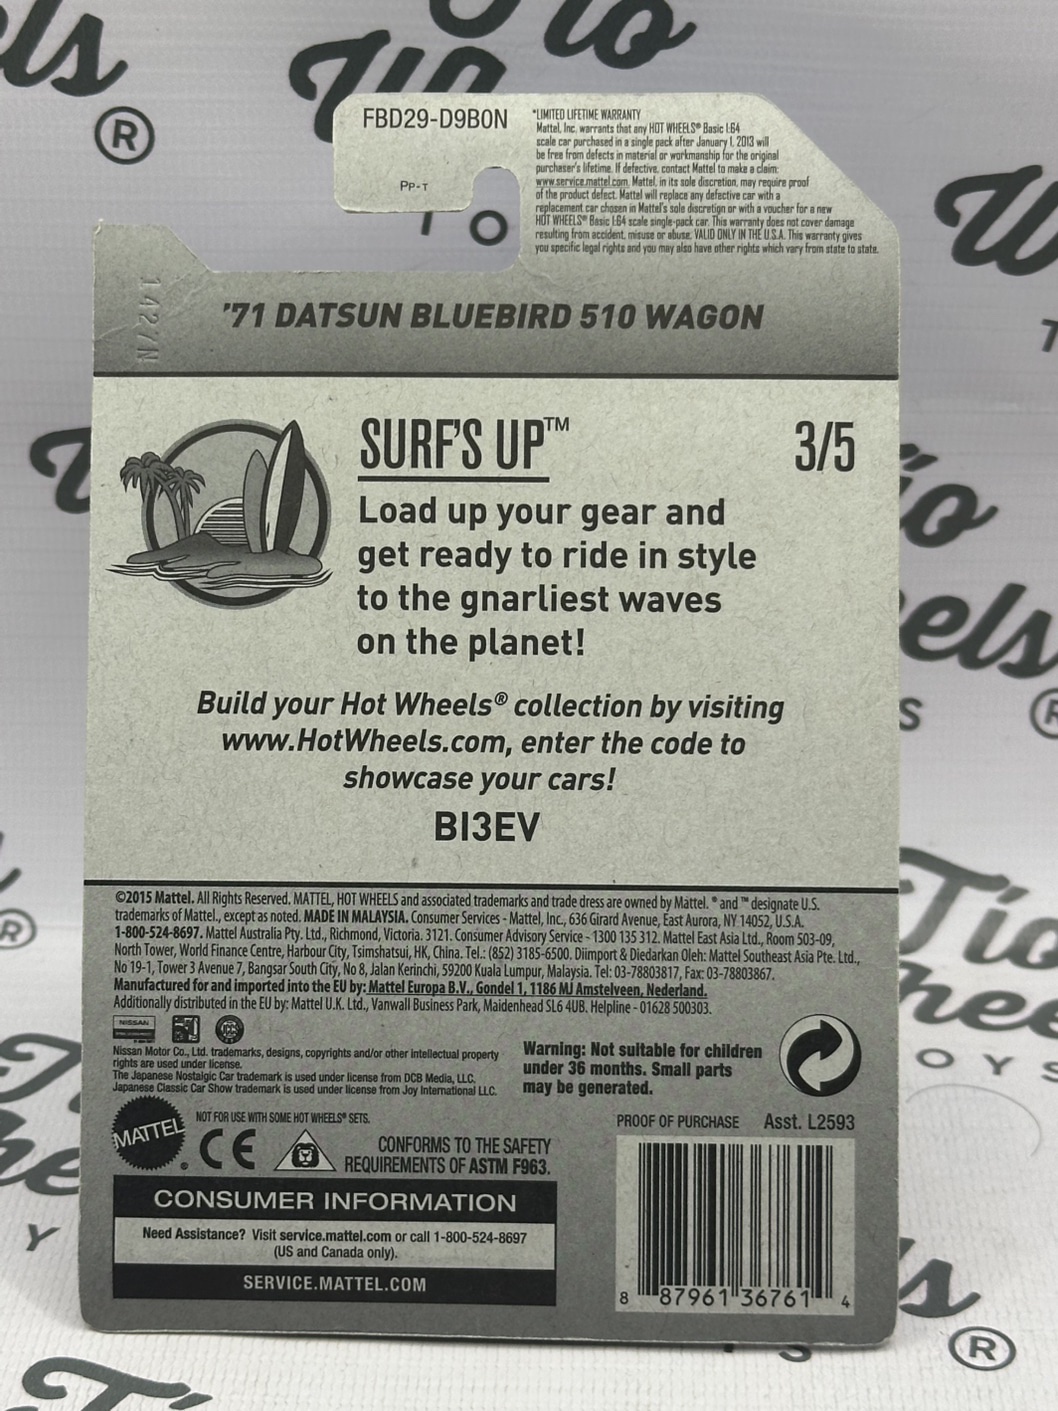 FBD29-D9B0N
Pp-T
*LIMITED LIFETIME WARRANTY
Mattel, Inc. warrants that any HOT WHEELS® Basic 1:64
scale car purchased in a single pack after January 1, 2013 will
be free from defects in material or workmanship for the original
purchaser's lifetime. If defective, contact Mattel to make a claim:
www.service.mattel.com. Mattel, in its sole discretion, may require proof
of the product defect. Mattel will replace any defective car with a
replacement car chosen in Mattel's sole discretion or with a voucher for a new
HOT WHEELS® Basic 1:64 scale single-pack car. This warranty does not cover damage
resulting from accident, misuse or abuse. VALID ONLY IN THE U.S.A. This warranty gives
you specific legal rights and you may also have other rights which vary from state to state.
1427N
'71 DATSUN BLUEBIRD 510 WAGON
SURF'S UP™
3/5
Load up your gear and
get ready to ride in style
to the gnarliest waves
on the planet!
Build your Hot Wheels® collection by visiting
www.HotWheels.com, enter the code to
showcase your cars!
BI3EV
©2015 Mattel. All Rights Reserved. MATTEL, HOT WHEELS and associated trademarks and trade dress are owned by Mattel. ® and ™ designate U.S.
trademarks of Mattel., except as noted. MADE IN MALAYSIA. Consumer Services - Mattel, Inc., 636 Girard Avenue, East Aurora, NY 14052, U.S.A.
1-800-524-8697. Mattel Australia Pty. Ltd., Richmond, Victoria. 3121. Consumer Advisory Service - 1300 135 312. Mattel East Asia Ltd., Room 503-09,
North Tower, World Finance Centre, Harbour City, Tsimshatsui, HK, China. Tel.: (852) 3185-6500. Diimport & Diedarkan Oleh: Mattel Southeast Asia Pte. Ltd.,
No 19-1, Tower 3 Avenue 7, Bangsar South City, No 8, Jalan Kerinchi, 59200 Kuala Lumpur, Malaysia. Tel: 03-78803817, Fax: 03-78803867.
Manufactured for and imported into the EU by: Mattel Europa B.V., Gondel 1, 1186 MJ Amstelveen, Nederland.
Additionally distributed in the EU by: Mattel U.K. Ltd., Vanwall Business Park, Maidenhead SL6 4UB. Helpline - 01628 500303.
NISSAN
Nissan Motor Co., Ltd. trademarks, designs, copyrights and/or other intellectual property
rights are used under license.
The Japanese Nostalgic Car trademark is used under license from DCB Media, LLC.
Japanese Classic Car Show trademark is used under license from Joy International LLC.
Warning: Not suitable for children
under 36 months. Small parts
may be generated.
MATTEL
NOT FOR USE WITH SOME HOT WHEELS® SETS.
CE
CONFORMS TO THE SAFETY
REQUIREMENTS OF ASTM F963.
PROOF OF PURCHASE Asst. L2593
CONSUMER INFORMATION
Need Assistance? Visit service.mattel.com or call 1-800-524-8697
(US and Canada only).
SERVICE.MATTEL.COM
8 87961 36761 4